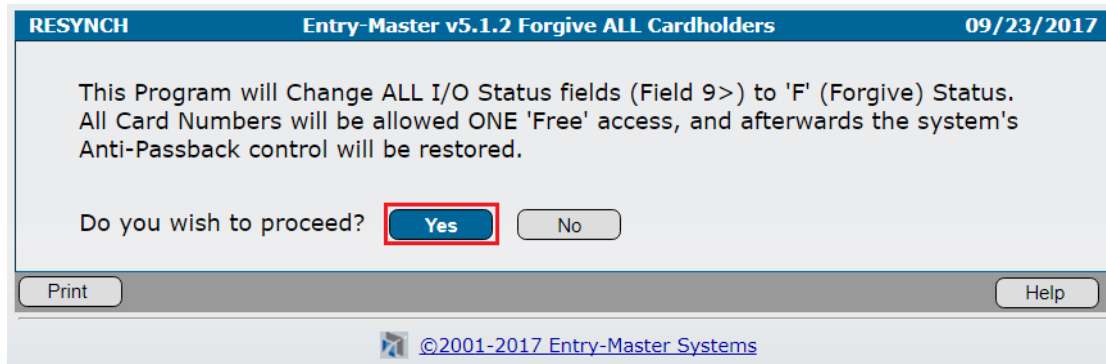 RESYNCH Entry-Master v5.1.2 Forgive ALL Cardholders 09/23/2017
This Program will Change ALL I/O Status fields (Field 9>) to 'F' (Forgive) Status.
All Card Numbers will be allowed ONE 'Free' access, and afterwards the system's
Anti-Passback control will be restored.
Do you wish to proceed? Yes No
Print Help
©2001-2017 Entry-Master Systems